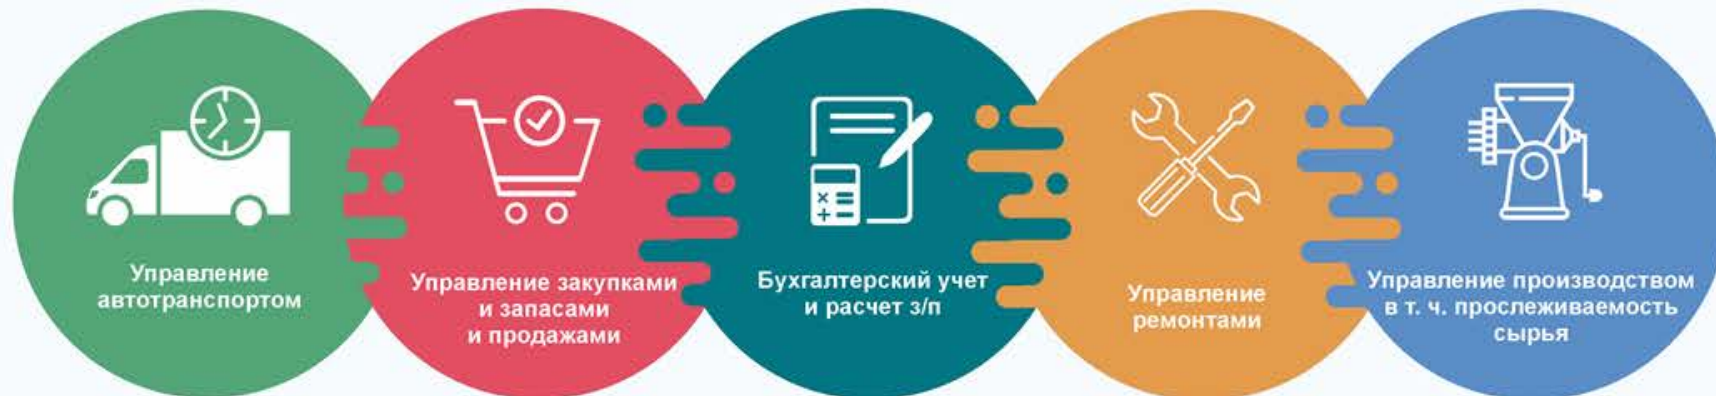 Управление
автотранспортом
Управление закупками
и запасами
и продажами
Бухгалтерский учет
и расчет з/п
Управление
ремонтами
Управление производством
в т. ч. прослеживаемость
сырья